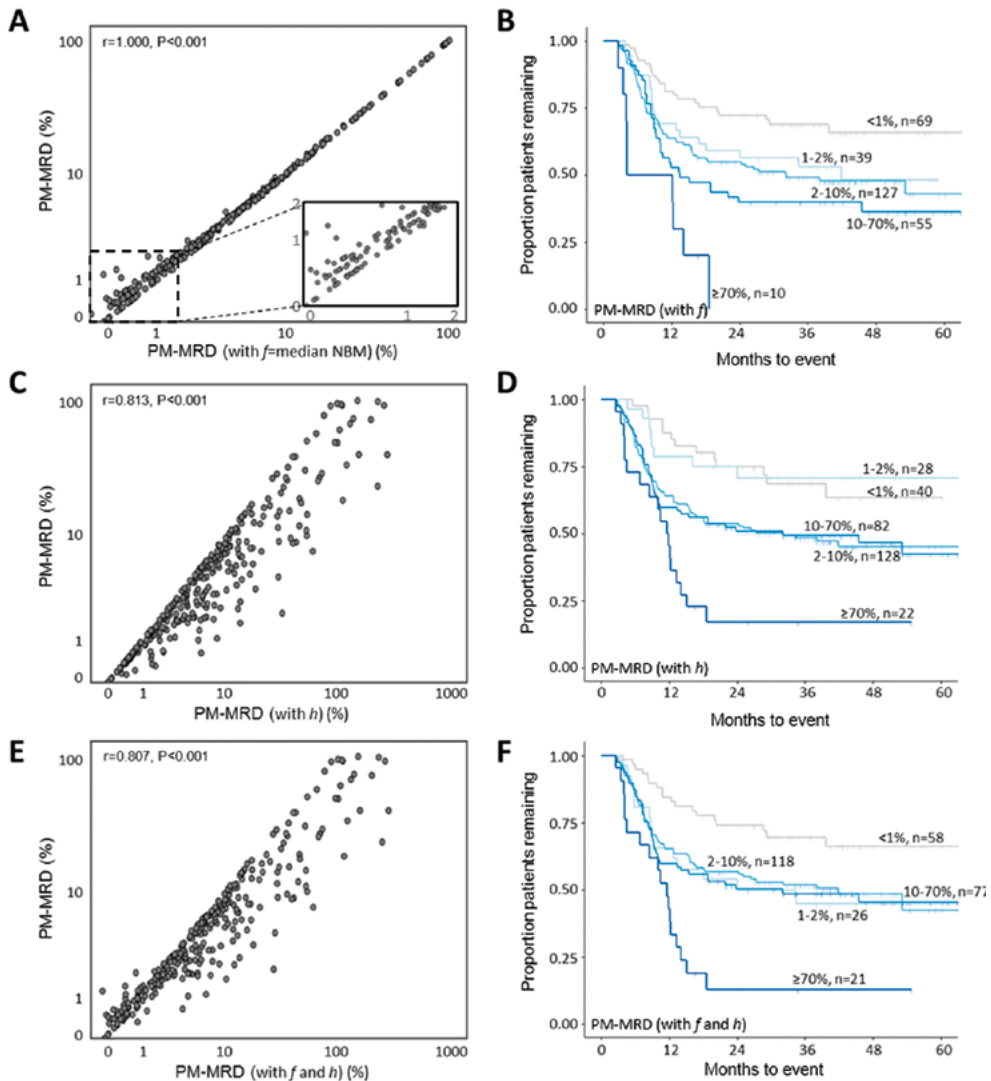 A
r=1.000, P<0.001
PM-MRD (%)
100
10
1
0
2
1
0
0
1
2
0
1
10
100
PM-MRD (with f=median NBM) (%)
B
Proportion patients remaining
1.00
0.75
0.50
0.25
0.00
<1%, n=69
1-2%, n=39
2-10%, n=127
10-70%, n=55
≥70%, n=10
PM-MRD (with f)
0
12
24
36
48
60
Months to event
C
r=0.813, P<0.001
PM-MRD (%)
100
10
1
0
0
1
10
100
1000
PM-MRD (with h) (%)
D
Proportion patients remaining
1.00
0.75
0.50
0.25
0.00
1-2%, n=28
<1%, n=40
10-70%, n=82
2-10%, n=128
≥70%, n=22
PM-MRD (with h)
0
12
24
36
48
60
Months to event
E
r=0.807, P<0.001
PM-MRD (%)
100
10
1
0
0
1
10
100
1000
PM-MRD (with f and h) (%)
F
Proportion patients remaining
1.00
0.75
0.50
0.25
0.00
<1%, n=58
2-10%, n=118
10-70%, n=77
1-2%, n=26
≥70%, n=21
PM-MRD (with f and h)
0
12
24
36
48
60
Months to event